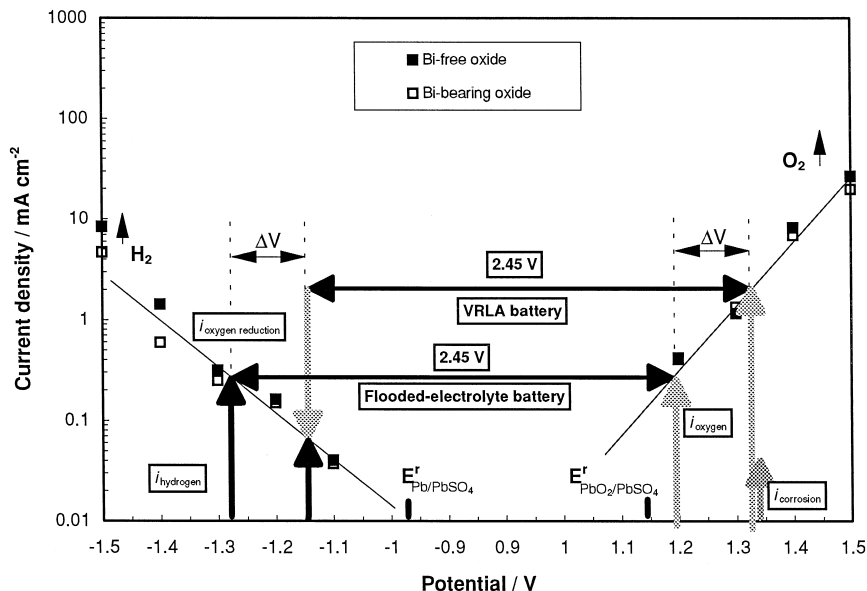 1000
100
10
1
0.1
0.01
Current density / mA cm-2
Bi-free oxide
Bi-bearing oxide
H2
O2
ΔV
ΔV
2.45 V
VRLA battery
i oxygen reduction
2.45 V
Flooded-electrolyte battery
i hydrogen
i oxygen
i corrosion
Er Pb/PbSO4
Er PbO2/PbSO4
-1.5 -1.4 -1.3 -1.2 -1.1 -1 -0.9 0.9 1 1.1 1.2 1.3 1.4 1.5
Potential / V